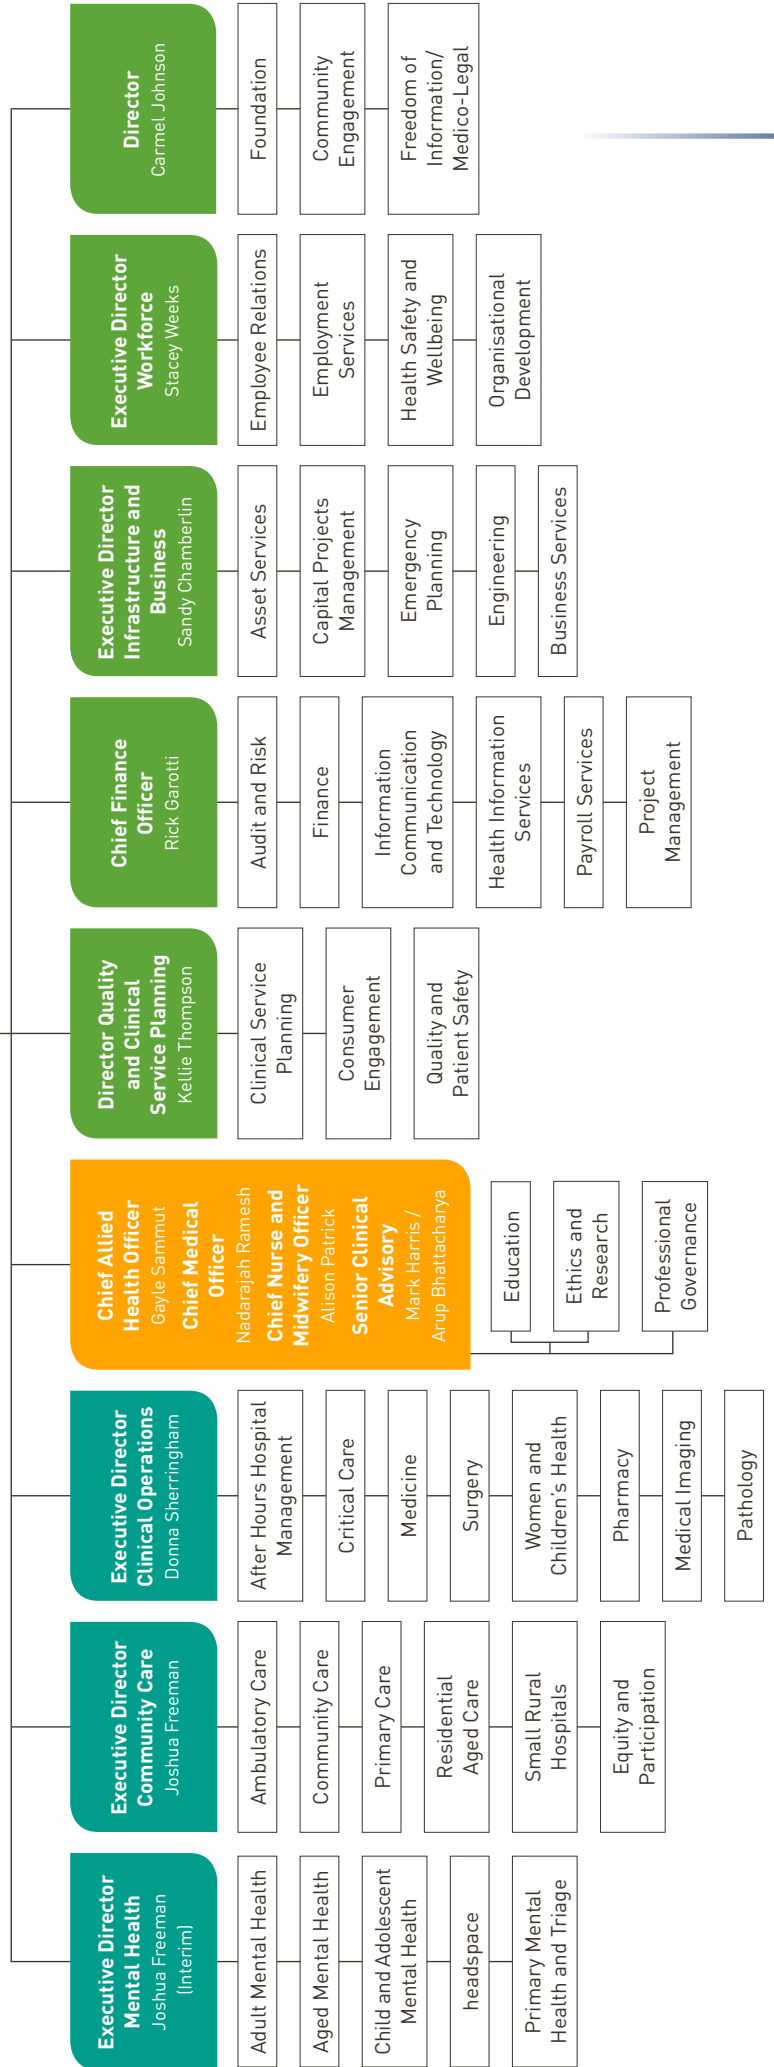 Executive Director
Mental Health
Joshua Freeman
(Interim)
Adult Mental Health
Aged Mental Health
Child and Adolescent
Mental Health
headspace
Primary Mental
Health and Triage
Executive Director
Community Care
Joshua Freeman
Ambulatory Care
Community Care
Primary Care
Residential
Aged Care
Small Rural
Hospitals
Equity and
Participation
Executive Director
Clinical Operations
Donna Sherringham
After Hours Hospital
Management
Critical Care
Medicine
Surgery
Women and
Children’s Health
Pharmacy
Medical Imaging
Pathology
Chief Allied
Health Officer
Gayle Sammut
Chief Medical
Officer
Nadarajah Ramesh
Chief Nurse and
Midwifery Officer
Alison Patrick
Senior Clinical
Advisory
Mark Harris /
Arup Bhattacharya
Education
Ethics and
Research
Professional
Governance
Director Quality
and Clinical
Service Planning
Kellie Thompson
Clinical Service
Planning
Consumer
Engagement
Quality and
Patient Safety
Chief Finance
Officer
Rick Garotti
Audit and Risk
Finance
Information
Communication
and Technology
Health Information
Services
Payroll Services
Project
Management
Executive Director
Infrastructure and
Business
Sandy Chamberlin
Asset Services
Capital Projects
Management
Emergency
Planning
Engineering
Business Services
Executive Director
Workforce
Stacey Weeks
Employee Relations
Employment
Services
Health Safety and
Wellbeing
Organisational
Development
Director
Carmel Johnson
Foundation
Community
Engagement
Freedom of
Information/
Medico-Legal